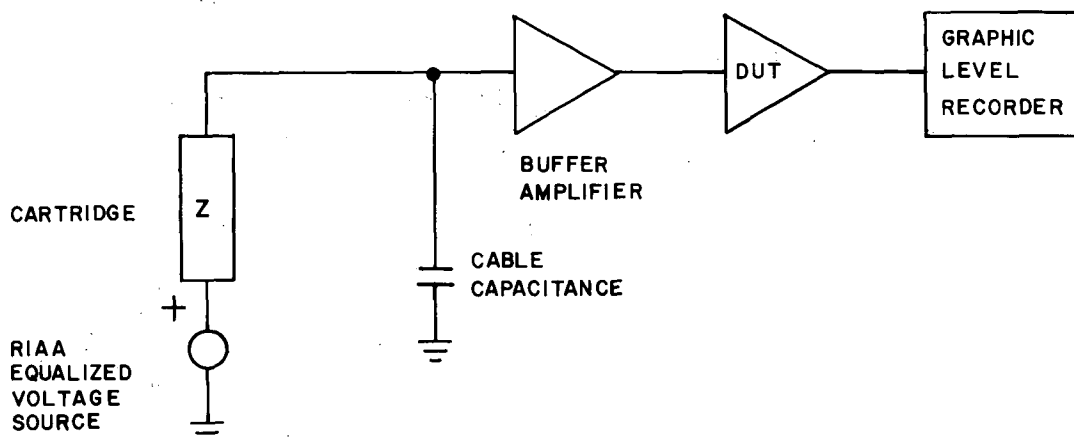 GRAPHIC
LEVEL
RECORDER
DUT
BUFFER
AMPLIFIER
CARTRIDGE
Z
CABLE
CAPACITANCE
+
RIAA
EQUALIZED
VOLTAGE
SOURCE